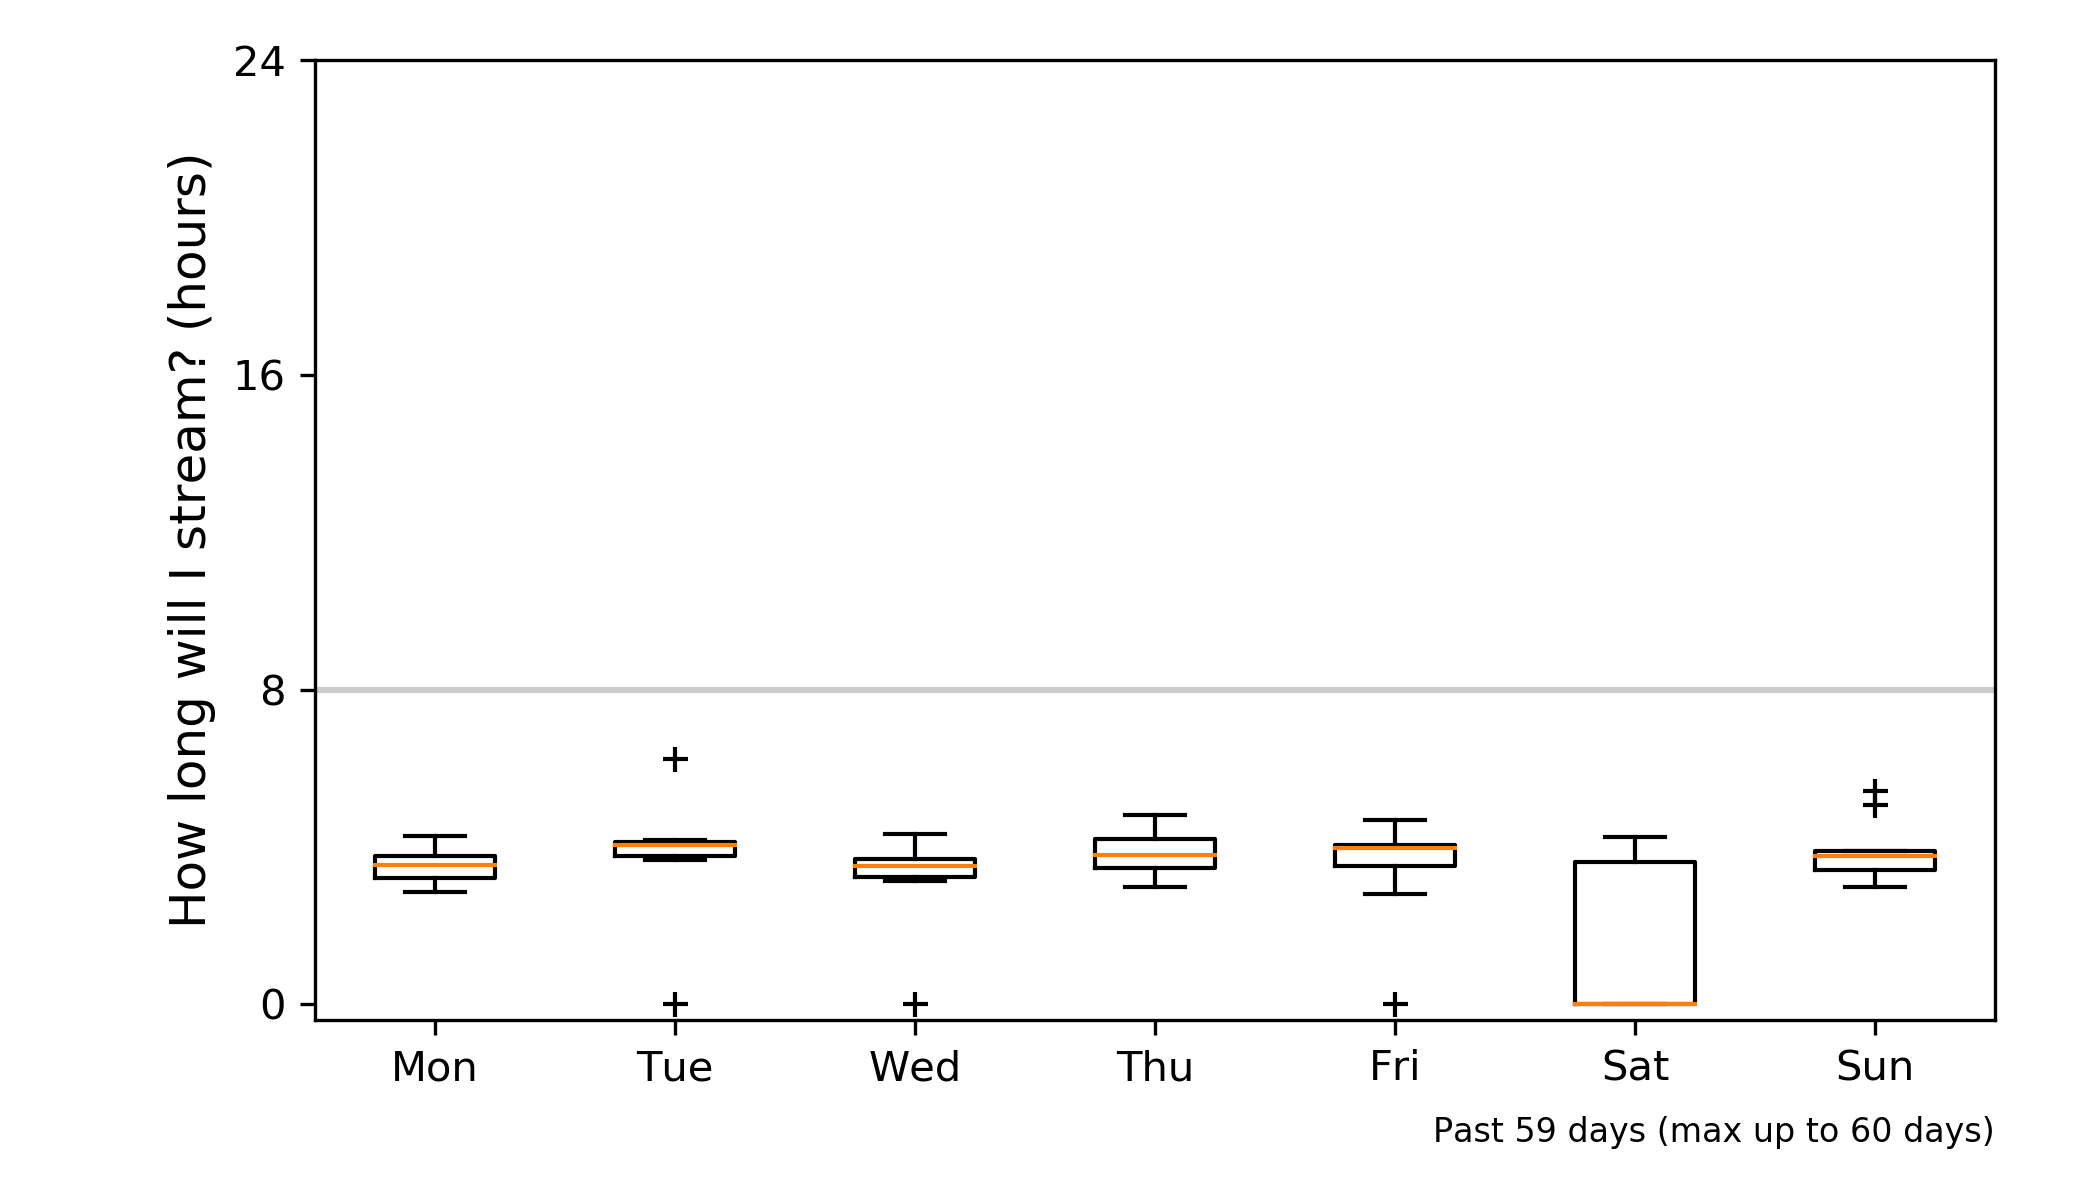 How long will I stream? (hours)
24
16
8
0
Mon Tue Wed Thu Fri Sat Sun
Past 59 days (max up to 60 days)